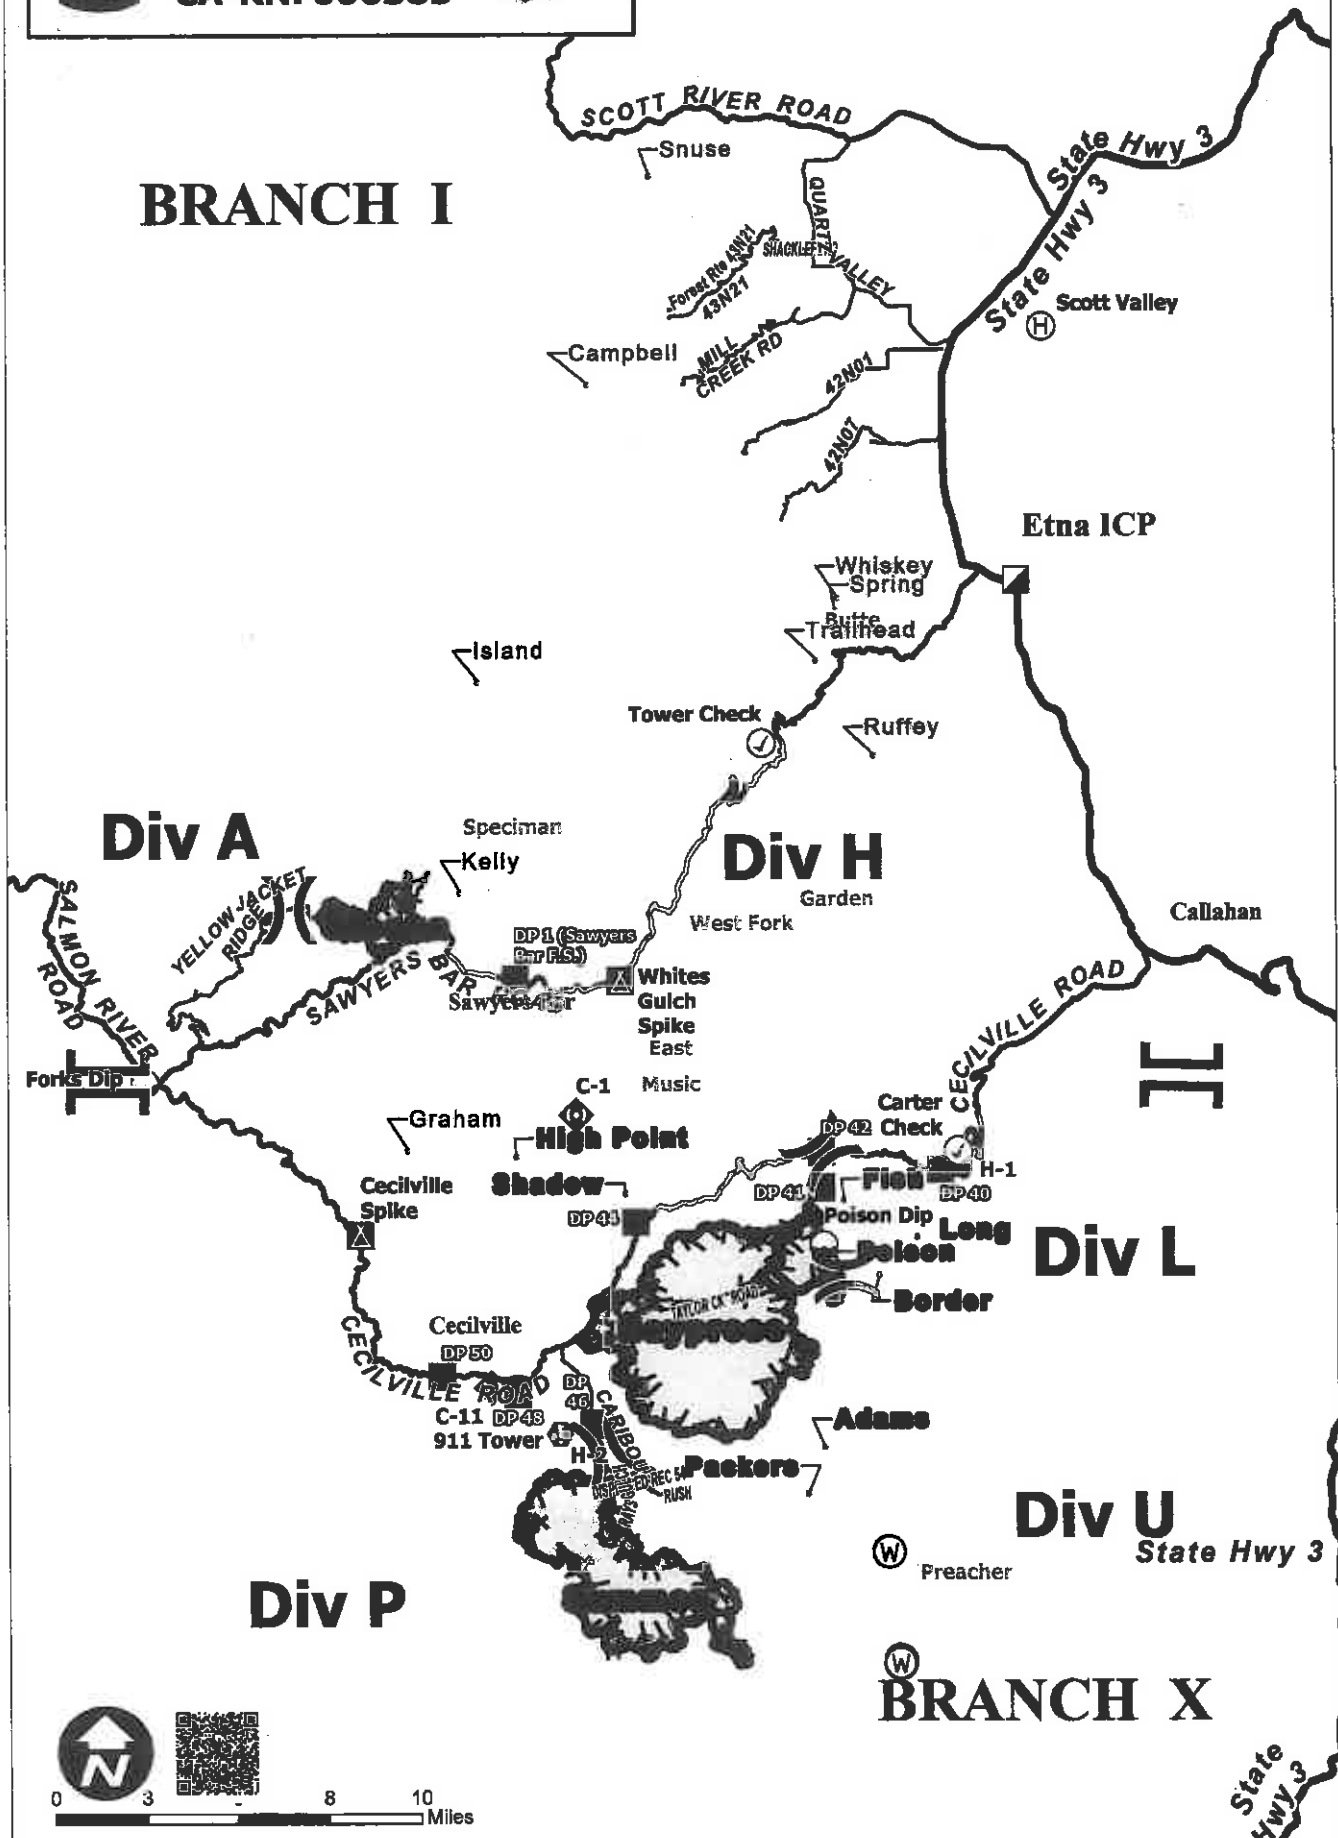 SCOTT RIVER ROAD
State Hwy 3
State Hwy 3
Snuse
BRANCH I
QUARTZ VALLEY
Forest Rte 43N21
43N21
Scott Valley
H
Campbell
MILL
CREEK RD
42N01
42N07
Etna ICP
Whiskey
Spring
Butte
Trailhead
Island
Tower Check
Ruffey
Div A
Speciman
Kelly
Div H
Garden
West Fork
Callahan
YELLOW JACKET
RIDGE
SALMON RIVER
ROAD
SAWYERS BAR
DP 1 (Sawyers
Bar F.S.)
Sawyers Bar
Whites
Gulch
Spike
East
Music
CECILVILLE ROAD
Forks Dip
C-1
High Point
Graham
Shadow
Carter
Check
DP 42
H-1
DP 40
DP 41
Fish
Cecilville
Spike
Poison Dip
Long
Poison
Div L
Border
TAYLOR CK ROAD
Cecilville
DP 50
CECILVILLE ROAD
DP
46
C-11
DP 48
911 Tower
H-2
CARIBOU
Adams
Packers
RUSH
Div U
State Hwy 3
W
Preacher
Div P
W
BRANCH X
N
0 3 8 10
Miles
State
Hwy 3